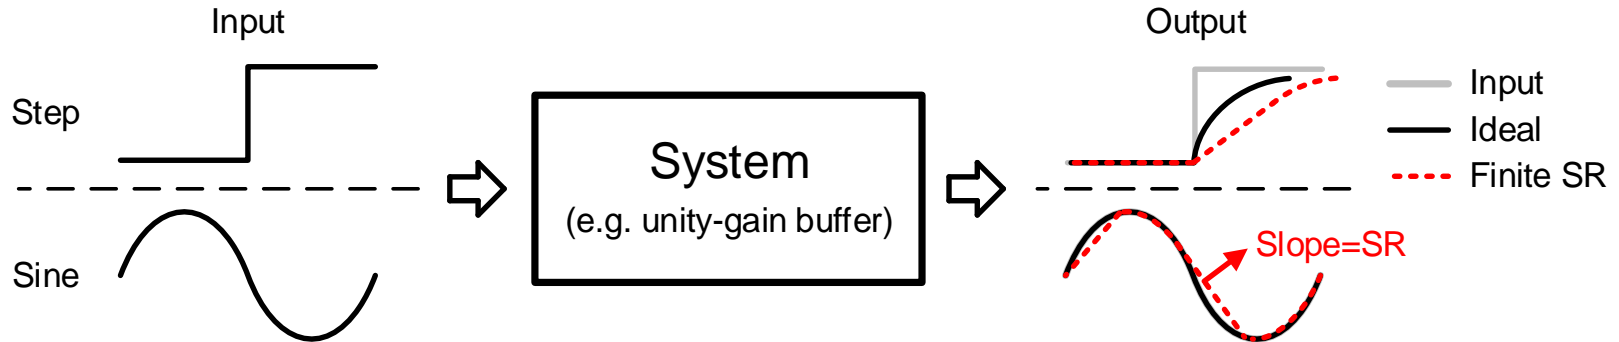 Input
Output
Step
Sine
System
(e.g. unity-gain buffer)
Input
Ideal
Finite SR
Slope=SR